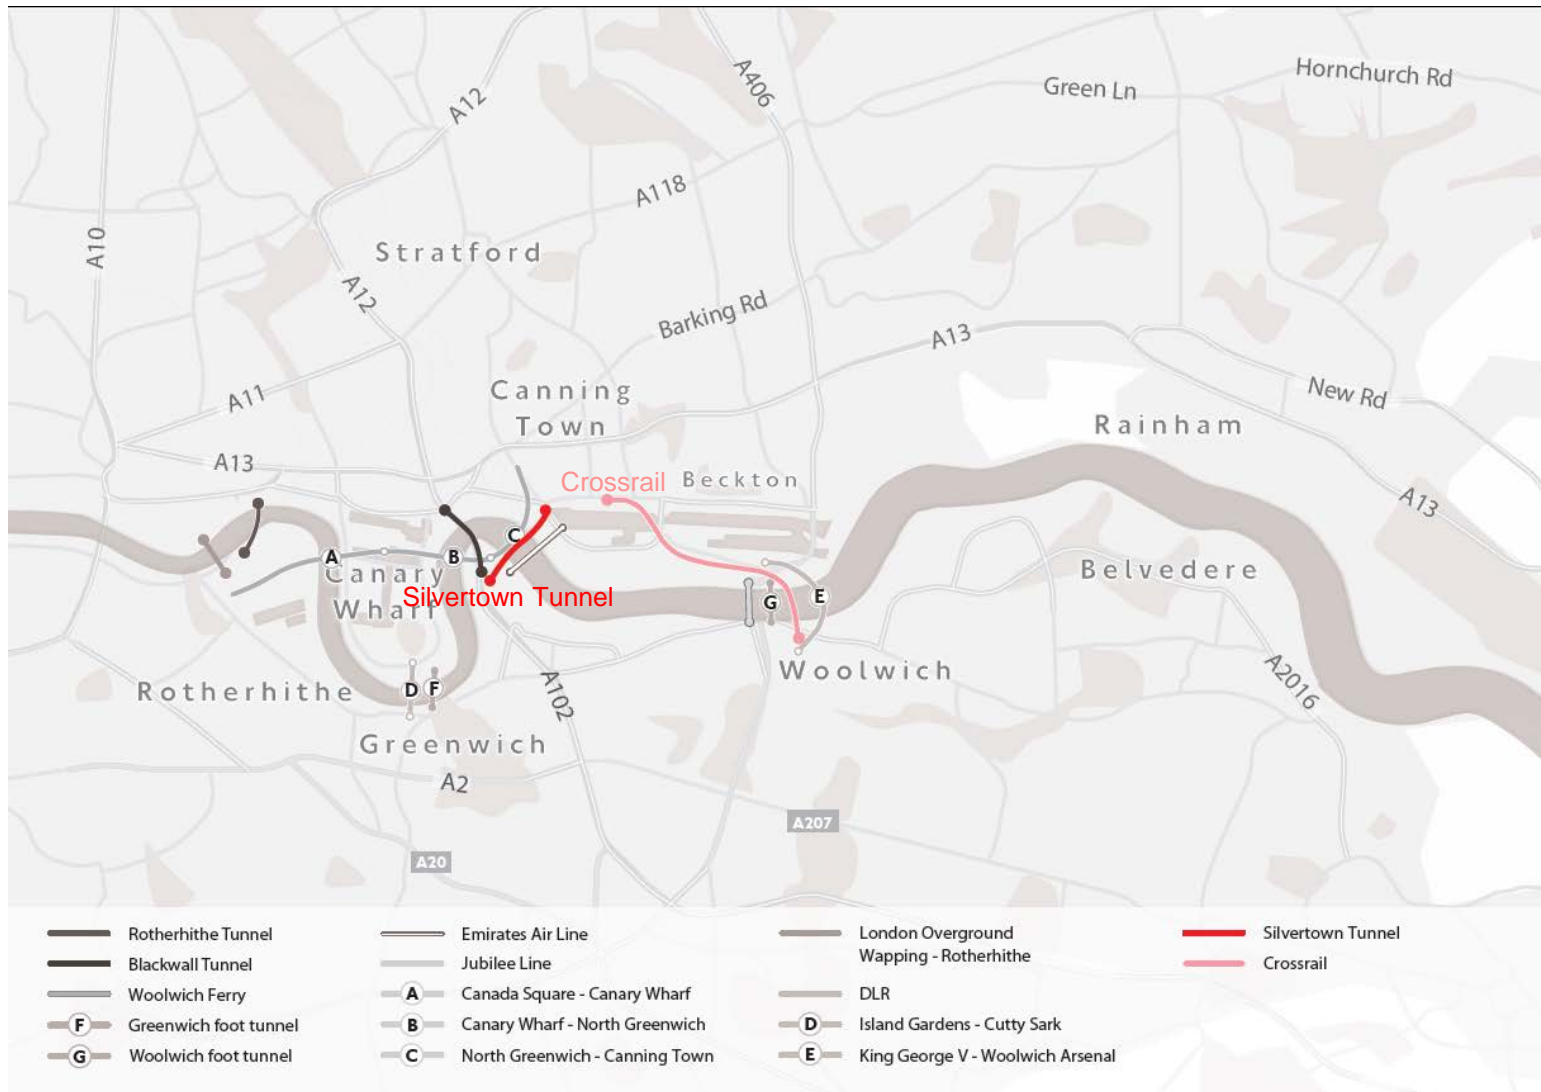 A12
A406
Green Ln
Hornchurch Rd
A118
A10
Stratford
A12
Barking Rd
A13
A11
Canning
Town
New Rd
Rainham
A13
Crossrail
Beckton
A13
C
A
B
Canary
Wharf
Silvertown Tunnel
G
E
Belvedere
Woolwich
A2016
Rotherhithe
D
F
A102
Greenwich
A2
A207
A20
Rotherhithe Tunnel
Blackwall Tunnel
Woolwich Ferry
F Greenwich foot tunnel
G Woolwich foot tunnel
Emirates Air Line
Jubilee Line
A Canada Square - Canary Wharf
B Canary Wharf - North Greenwich
C North Greenwich - Canning Town
London Overground
Wapping - Rotherhithe
DLR
D Island Gardens - Cutty Sark
E King George V - Woolwich Arsenal
Silvertown Tunnel
Crossrail